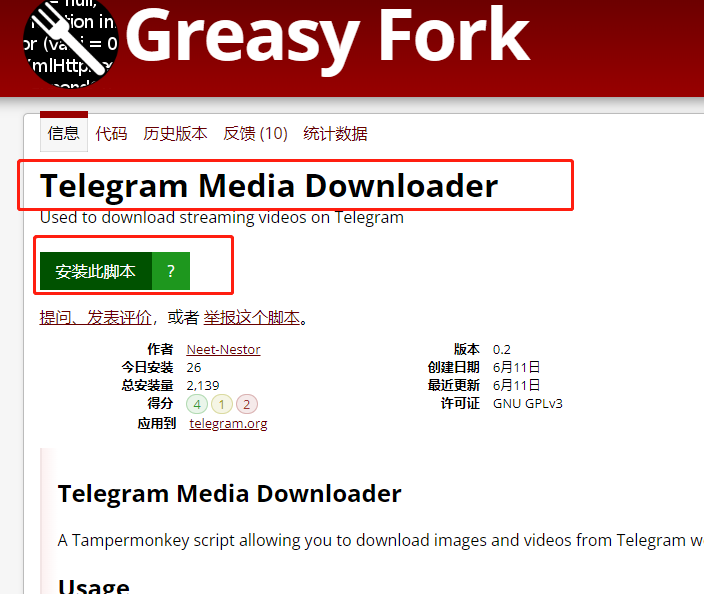 = null,
Greasy Fork
信息 代码 历史版本 反馈 (10) 统计数据
Telegram Media Downloader
Used to download streaming videos on Telegram
安装此脚本 ?
提问、发表评价，或者 举报这个脚本。
作者 Neet-Nestor 版本 0.2
今日安装 26 创建日期 6月11日
总安装量 2,139 最近更新 6月11日
得分 4 1 2 许可证 GNU GPLv3
应用到 telegram.org
Telegram Media Downloader
A Tampermonkey script allowing you to download images and videos from Telegram w
Usage